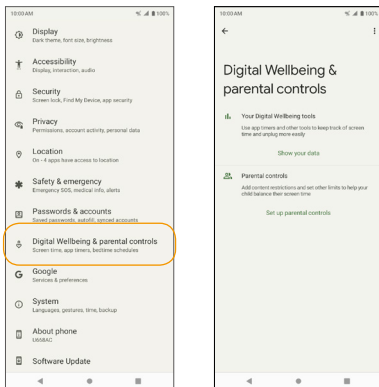 10:00 AM
100%
Display
Dark theme, font size, brightness
Accessibility
Display, interaction, audio
Security
Screen lock, Find My Device, app security
Privacy
Permissions, account activity, personal data
Location
On - 4 apps have access to location
Safety & emergency
Emergency SOS, medical info, alerts
Passwords & accounts
Saved passwords, autofill, synced accounts
Digital Wellbeing & parental controls
Screen time, app timers, bedtime schedules
Google
Services & preferences
System
Languages, gestures, time, backup
About phone
U658AC
Software Update
10:00 AM
100%
Digital Wellbeing &
parental controls
Your Digital Wellbeing tools
Use app timers and other tools to keep track of screen
time and unplug more easily
Show your data
Parental controls
Add content restrictions and set other limits to help your
child balance their screen time
Set up parental controls